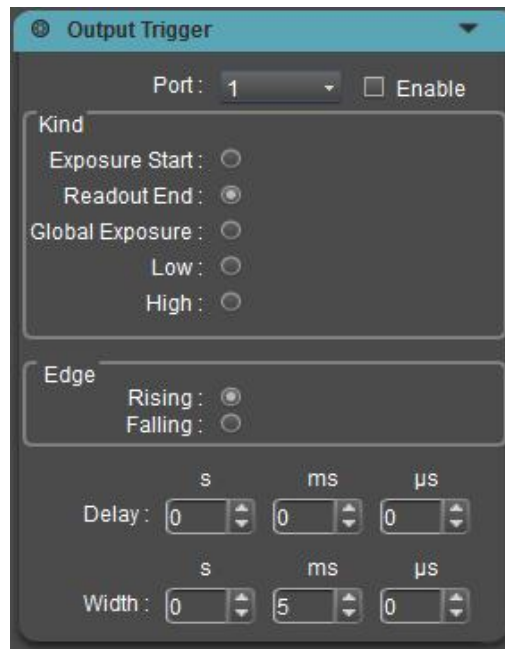 Output Trigger
Port : 1 Enable
Kind
Exposure Start :
Readout End :
Global Exposure :
Low :
High :
Edge
Rising :
Falling :
s ms µs
Delay : 0 0 0
s ms µs
Width : 0 5 0